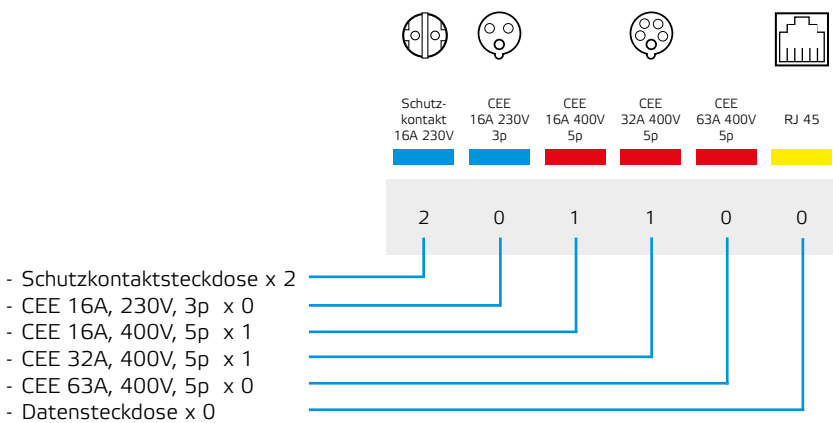 Schutz-
kontakt
16A 230V
CEE
16A 230V
3p
CEE
16A 400V
5p
CEE
32A 400V
5p
CEE
63A 400V
5p
RJ 45
2 0 1 1 0 0
- Schutzkontaktsteckdose x 2
- CEE 16A, 230V, 3p x 0
- CEE 16A, 400V, 5p x 1
- CEE 32A, 400V, 5p x 1
- CEE 63A, 400V, 5p x 0
- Datensteckdose x 0